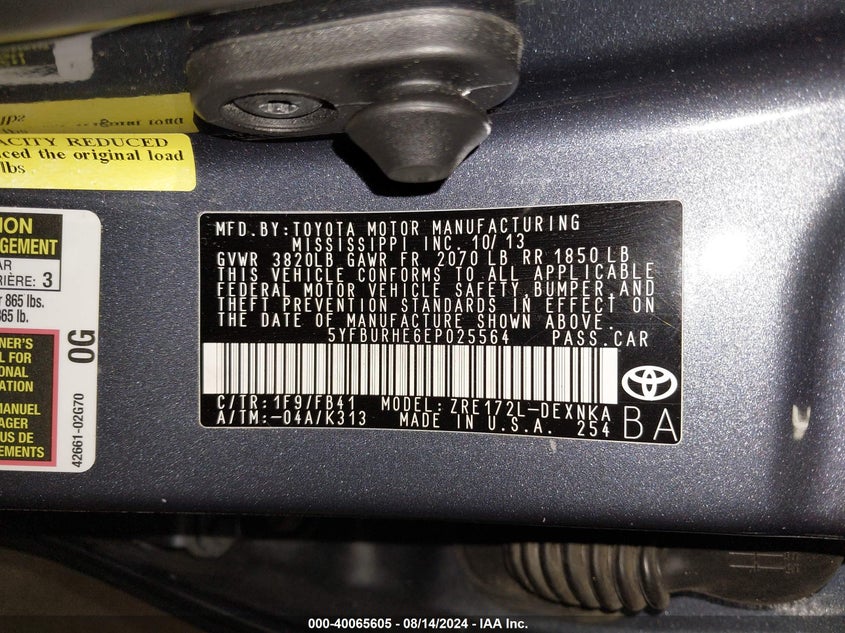 ACITY REDUCED
ced the original load
lbs
ION
GEMENT
AR
RIÈRE: 3
r 865 lbs.
865 lb.
NER'S
L FOR
ONAL
ATION
MANUEL
AGER
US DE
EMENTS
42661-02G70
0G
MFD.BY:TOYOTA MOTOR MANUFACTURING
MISSISSIPPI INC. 10/13
GVWR 3820LB GAWR FR 2070 LB RR 1850 LB
THIS VEHICLE CONFORMS TO ALL APPLICABLE
FEDERAL MOTOR VEHICLE SAFETY,BUMPER,AND
THEFT PREVENTION STANDARDS IN EFFECT ON
THE DATE OF MANUFACTURE SHOWN ABOVE.
5YFBURHE6EP025564 PASS.CAR
C/TR:1F9/FB41 MODEL:ZRE172L-DEXNKA
A/TM:-04A/K313 MADE IN U.S.A. 254 BA
000-40065605 - 08/14/2024 - IAA Inc.